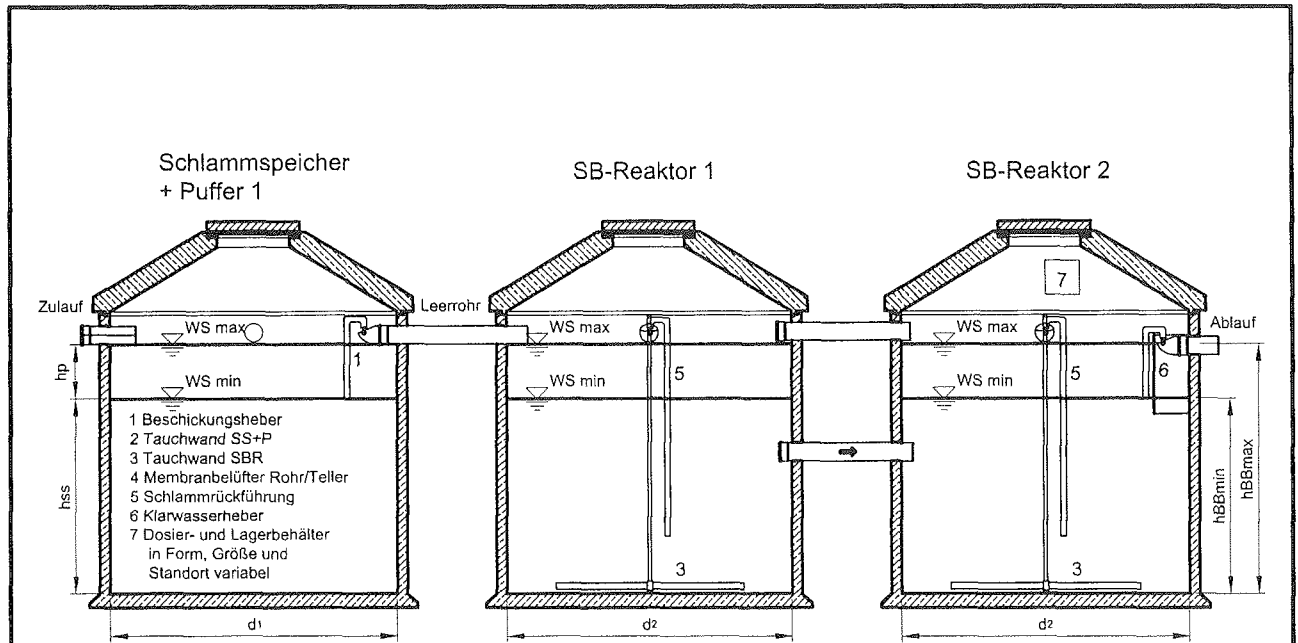 Schlammspeicher
+ Puffer 1
SB-Reaktor 1
SB-Reaktor 2
7
Zulauf
Leerrohr
Ablauf
WS max
WS max
WS max
1
5
5
6
hp
WS min
WS min
WS min
1 Beschickungsheber
2 Tauchwand SS+P
3 Tauchwand SBR
4 Membranbelüfter Rohr/Teller
5 Schlammrückführung
6 Klarwasserheber
7 Dosier- und Lagerbehälter
in Form, Größe und
Standort variabel
hss
hBBmin
hBBmax
3
3
d1
d2
d2